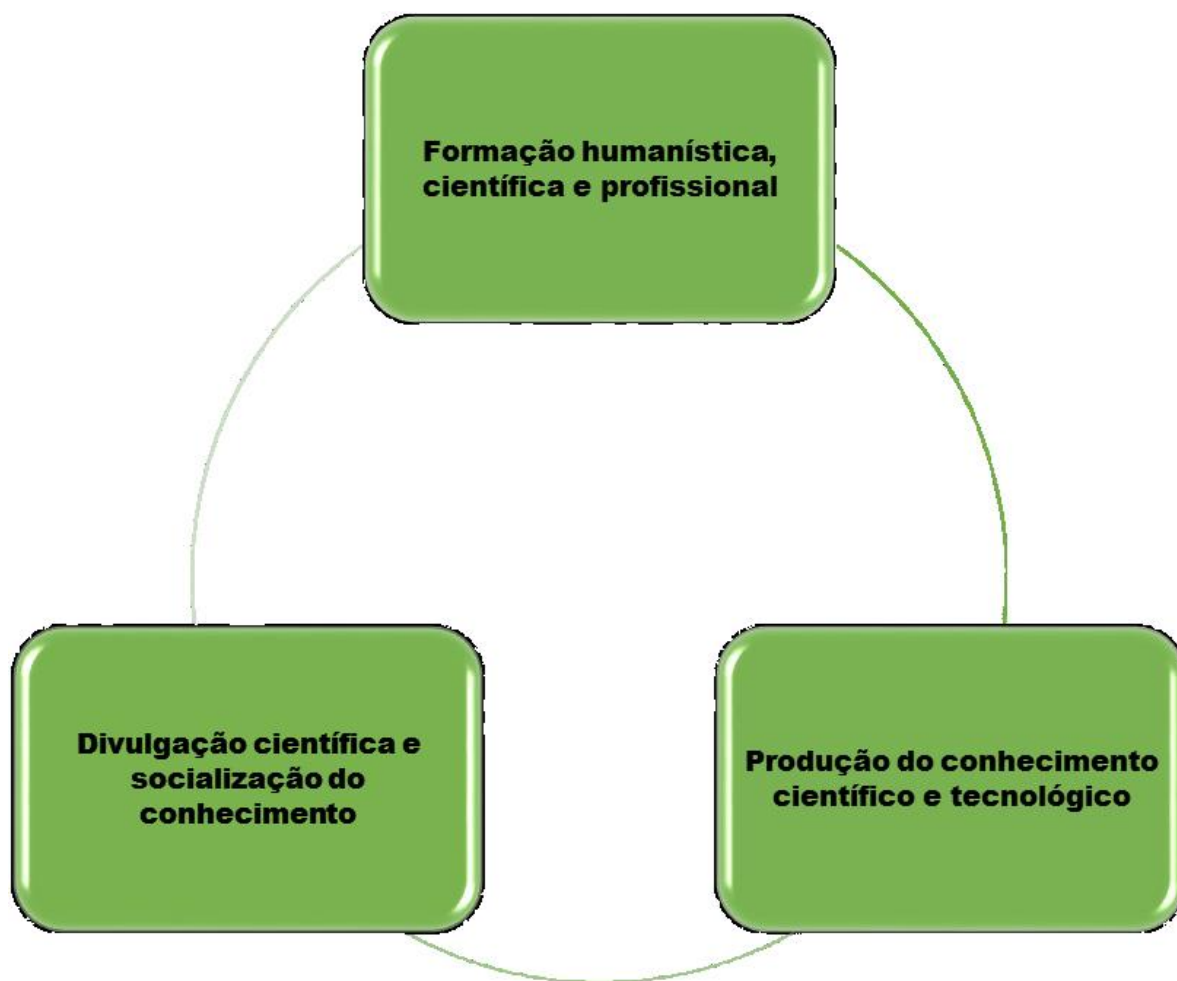 Formação humanística,
científica e profissional
Divulgação científica e
socialização do
conhecimento
Produção do conhecimento
científico e tecnológico